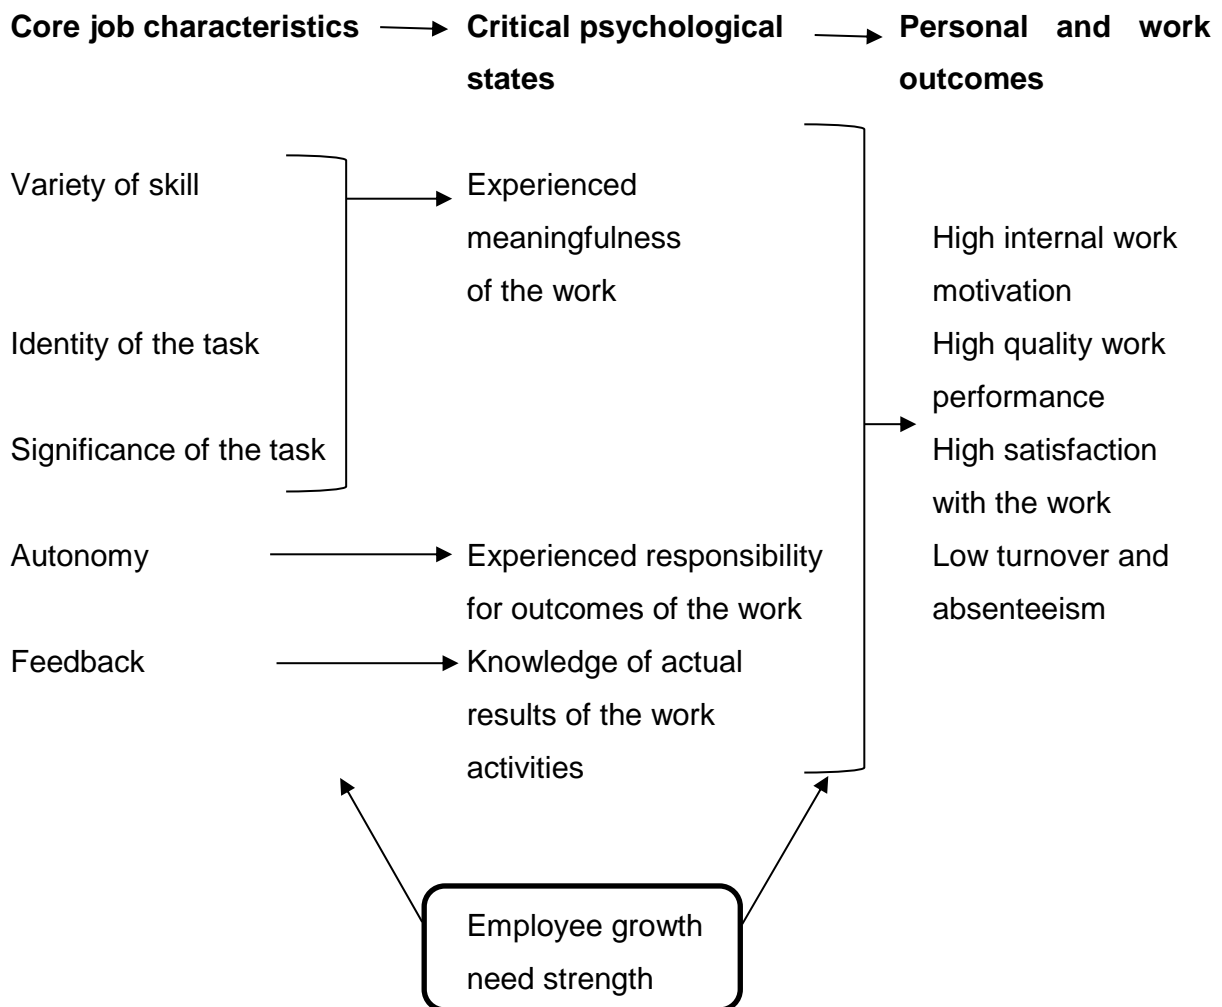 Core job characteristics
Critical psychological
states
Personal and work
outcomes
Variety of skill
Identity of the task
Significance of the task
Autonomy
Feedback
Experienced
meaningfulness
of the work
Experienced responsibility
for outcomes of the work
Knowledge of actual
results of the work
activities
High internal work
motivation
High quality work
performance
High satisfaction
with the work
Low turnover and
absenteeism
Employee growth
need strength